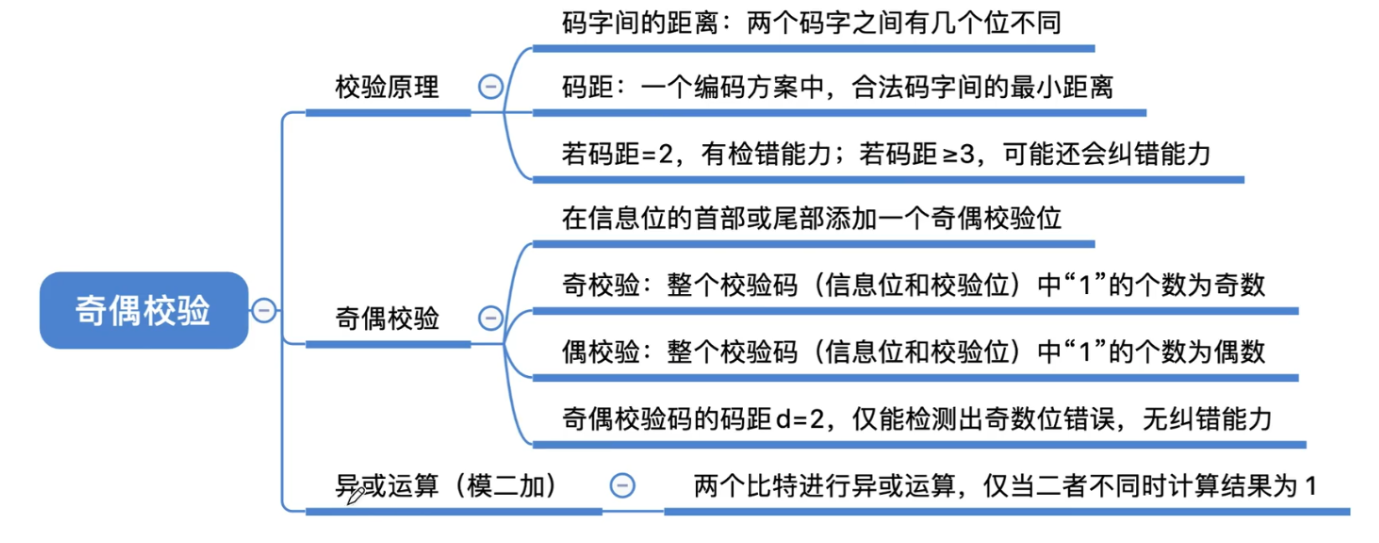 码字间的距离：两个码字之间有几个位不同
校验原理
码距：一个编码方案中，合法码字间的最小距离
若码距=2，有检错能力；若码距≥3，可能还会纠错能力
在信息位的首部或尾部添加一个奇偶校验位
奇校验：整个校验码（信息位和校验位）中“1”的个数为奇数
奇偶校验
奇偶校验
偶校验：整个校验码（信息位和校验位）中“1”的个数为偶数
奇偶校验码的码距d=2，仅能检测出奇数位错误，无纠错能力
异或运算（模二加）
两个比特进行异或运算，仅当二者不同时计算结果为1